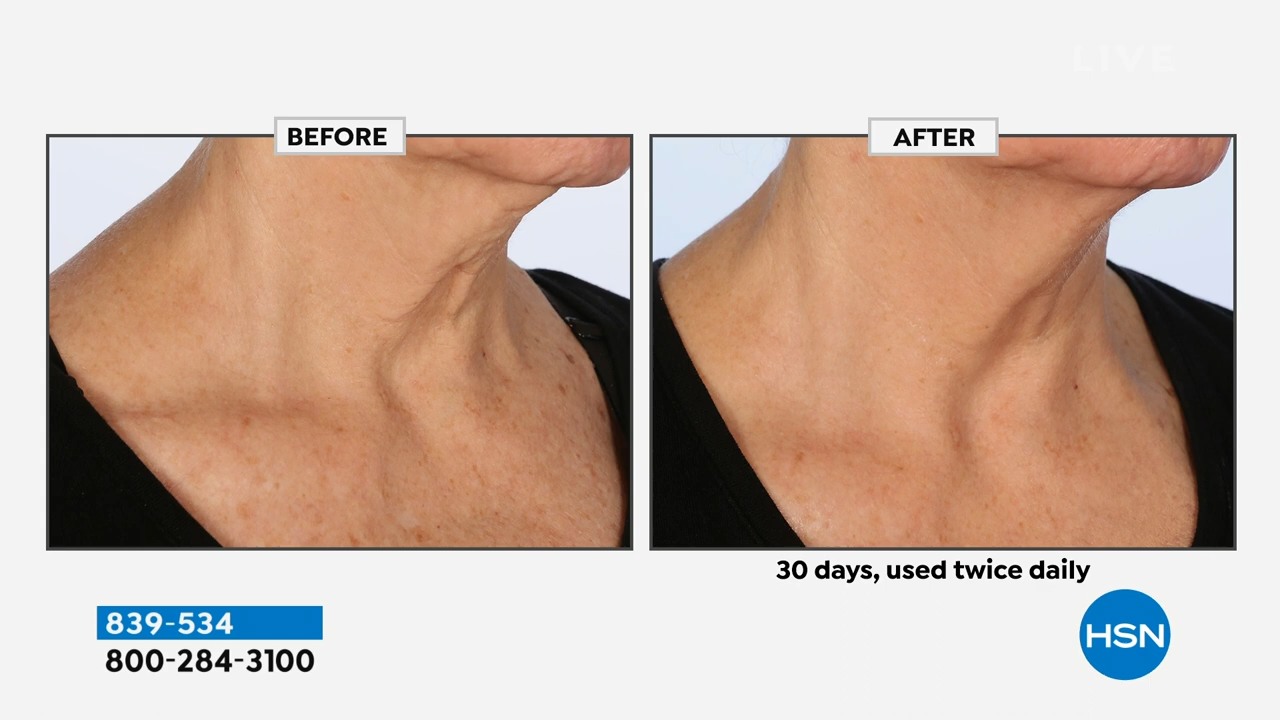 LIVE
BEFORE
AFTER
30 days, used twice daily
839-534
800-284-3100
HSN